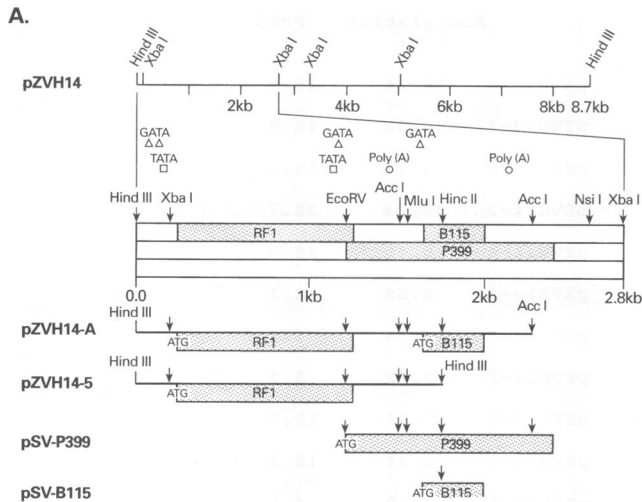 A.
Hind III
Xba I
Xba I
Xba I
Xba I
Hind III
pZVH14
2kb
4kb
6kb
8kb
8.7kb
GATA
TATA
GATA
TATA
GATA
Poly (A)
Poly (A)
Hind III
Xba I
EcoRV
Acc I
Mlu I
Hinc II
Acc I
Nsi I
Xba I
RF1
B115
P399
0.0
1kb
2kb
2.8kb
Hind III
Acc I
pZVH14-A
ATG
RF1
ATG
B115
Hind III
Hind III
pZVH14-5
ATG
RF1
pSV-P399
ATG
P399
pSV-B115
ATG
B115